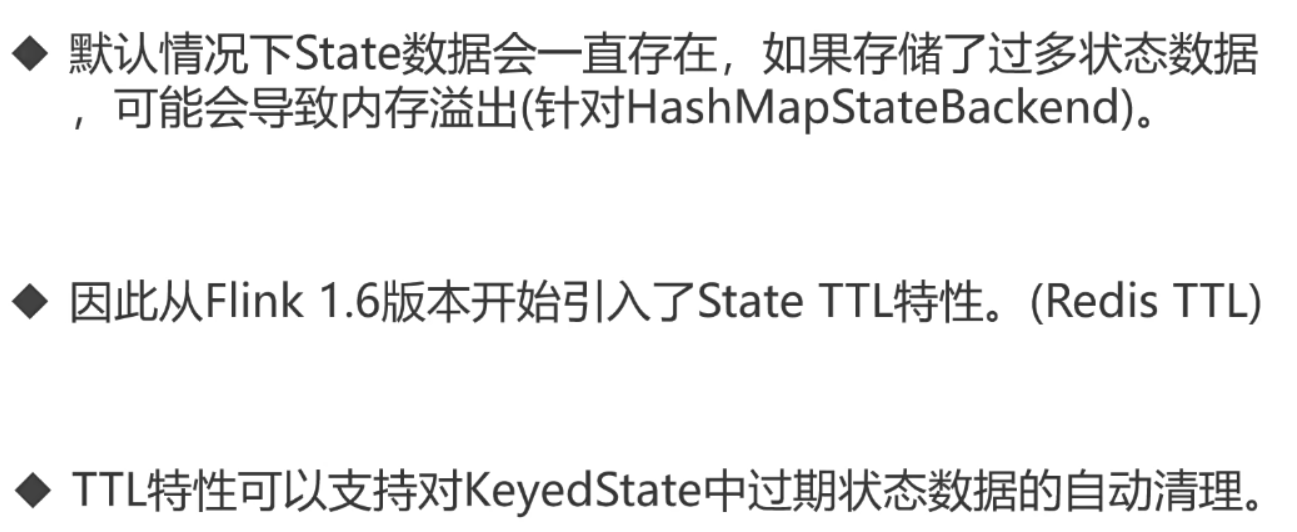 ◆ 默认情况下State数据会一直存在，如果存储了过多状态数据
，可能会导致内存溢出(针对HashMapStateBackend)。
◆ 因此从Flink 1.6版本开始引入了State TTL特性。(Redis TTL)
◆ TTL特性可以支持对KeyedState中过期状态数据的自动清理。